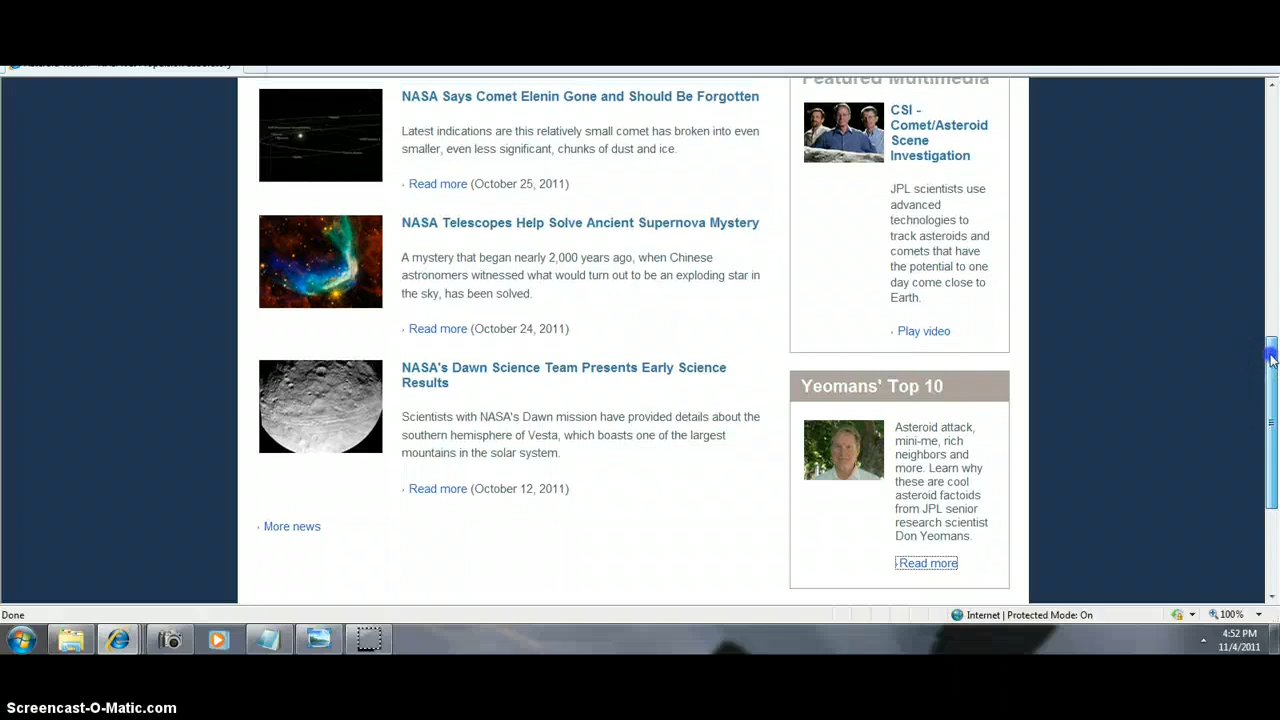 Featured Multimedia
NASA Says Comet Elenin Gone and Should Be Forgotten
Latest indications are this relatively small comet has broken into even
smaller, even less significant, chunks of dust and ice.
Read more (October 25, 2011)
NASA Telescopes Help Solve Ancient Supernova Mystery
A mystery that began nearly 2,000 years ago, when Chinese
astronomers witnessed what would turn out to be an exploding star in
the sky, has been solved.
Read more (October 24, 2011)
NASA's Dawn Science Team Presents Early Science
Results
Scientists with NASA's Dawn mission have provided details about the
southern hemisphere of Vesta, which boasts one of the largest
mountains in the solar system.
Read more (October 12, 2011)
More news
CSI -
Comet/Asteroid
Scene
Investigation
JPL scientists use
advanced
technologies to
track asteroids and
comets that have
the potential to one
day come close to
Earth.
Play video
Yeomans' Top 10
Asteroid attack,
mini-me, rich
neighbors and
more. Learn why
these are cool
asteroid factoids
from JPL senior
research scientist
Don Yeomans.
Read more
Done
Internet | Protected Mode: On
100%
4:52 PM
11/4/2011
Screencast-O-Matic.com